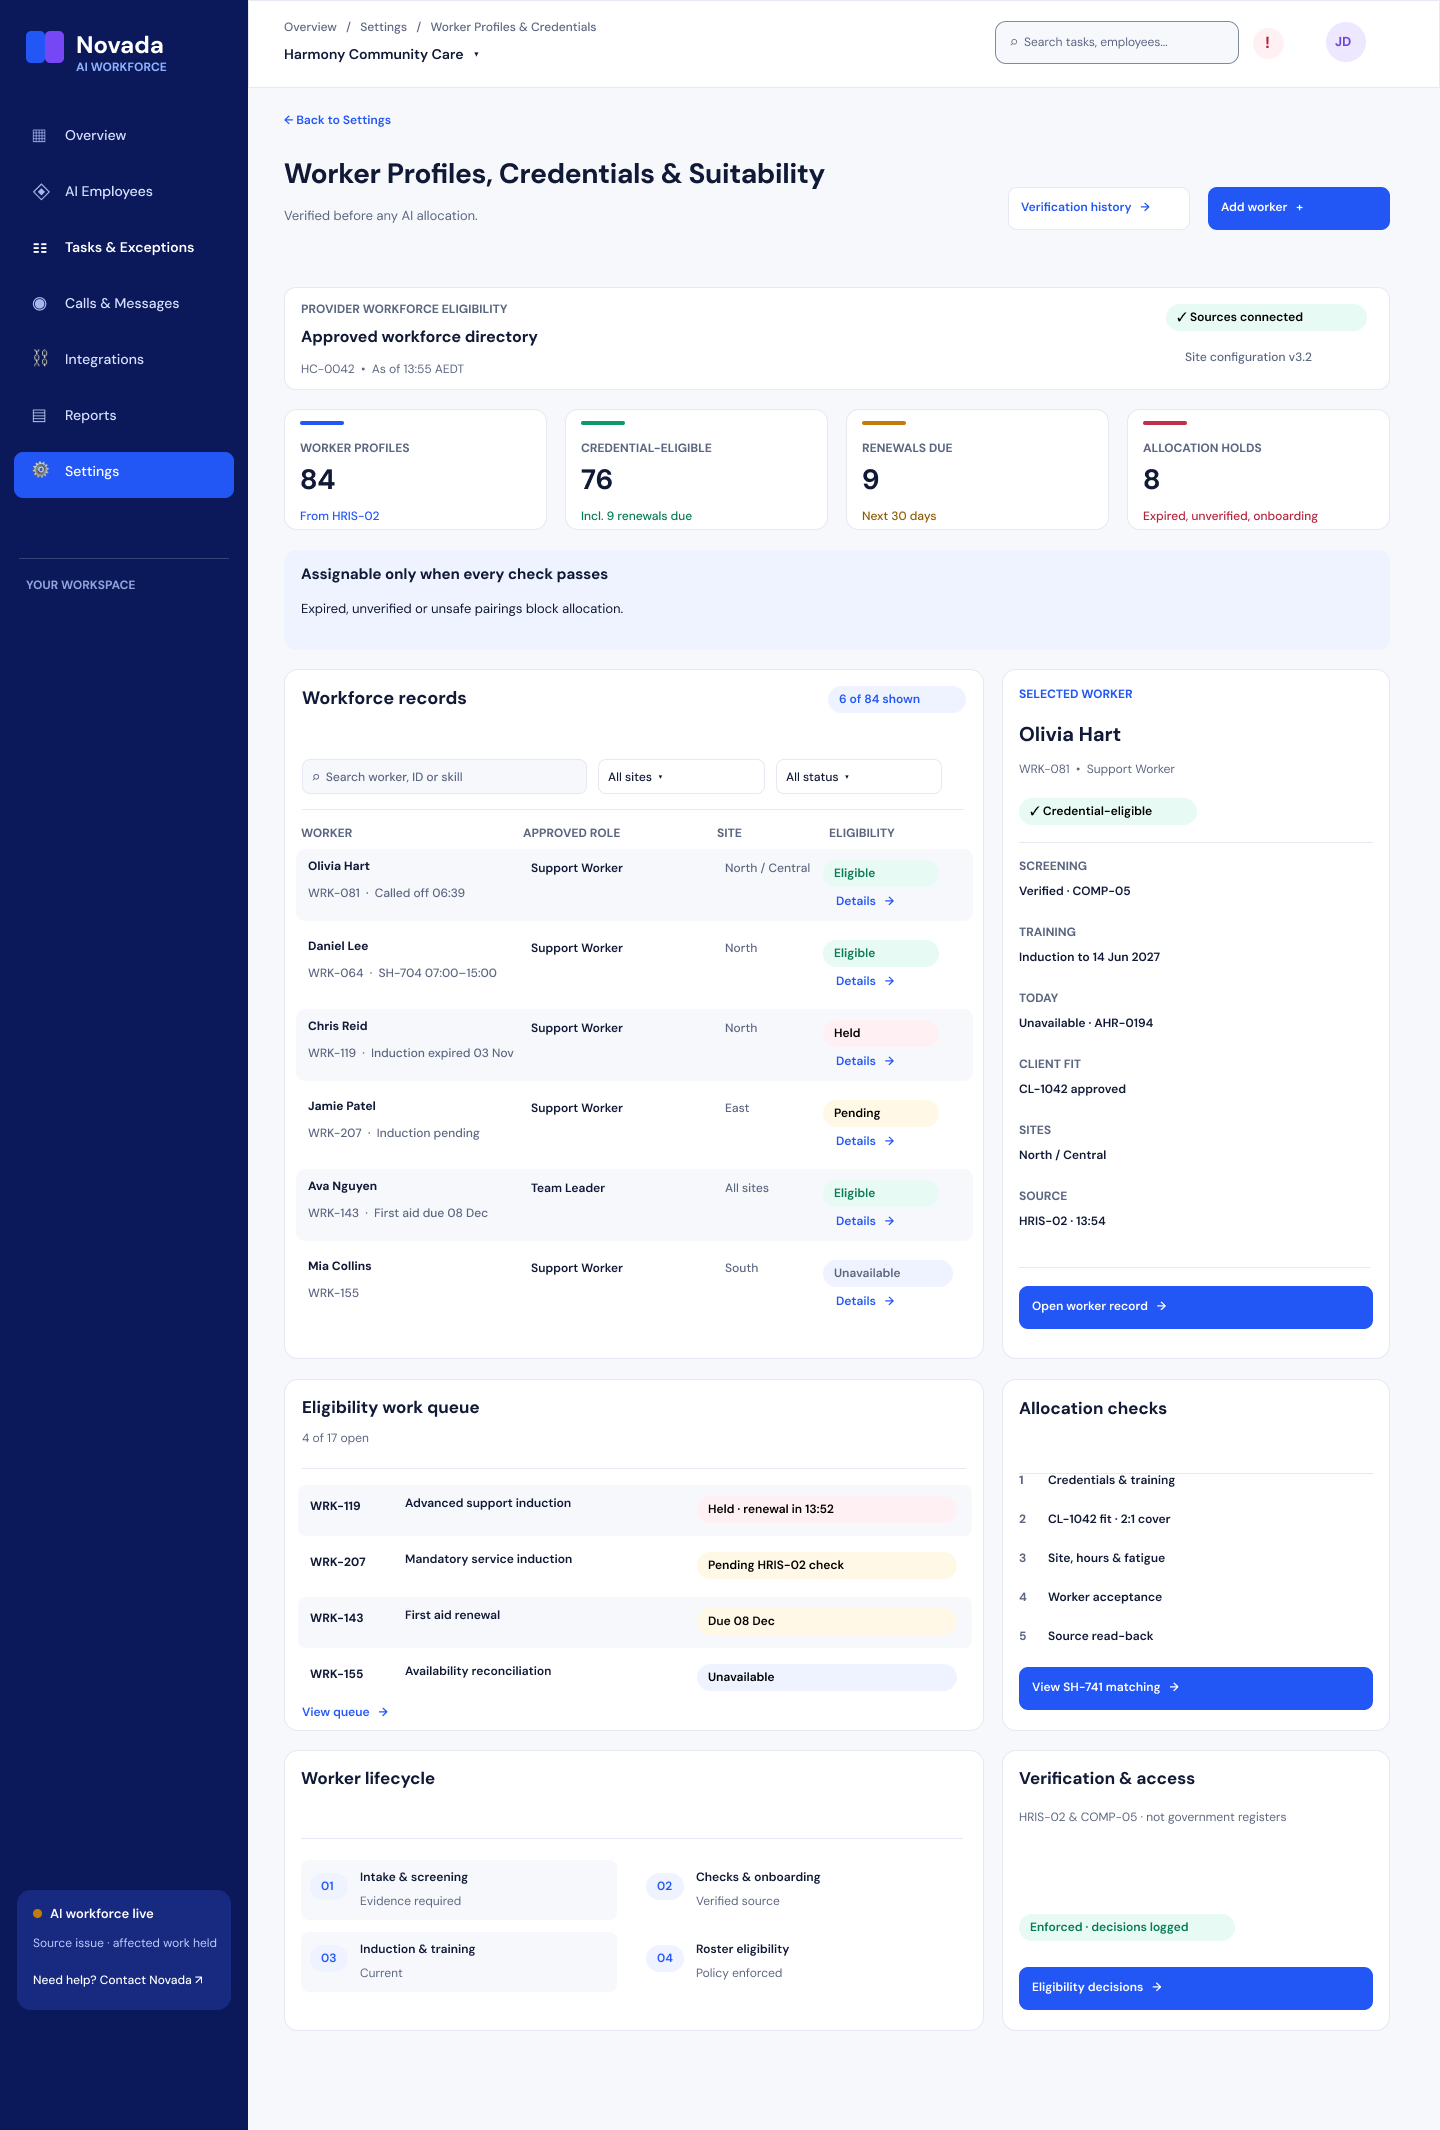 Novada
AI WORKFORCE
Overview
AI Employees
Tasks & Exceptions
Calls & Messages
Integrations
Reports
Settings
YOUR WORKSPACE
AI workforce live
Source issue · affected work held
Need help? Contact Novada ↗
Overview / Settings / Worker Profiles & Credentials
Harmony Community Care ▾
Search tasks, employees...
!
JD
← Back to Settings
Worker Profiles, Credentials & Suitability
Verified before any AI allocation.
Verification history →
Add worker +
PROVIDER WORKFORCE ELIGIBILITY
Approved workforce directory
HC-0042 • As of 13:55 AEDT
✓ Sources connected
Site configuration v3.2
WORKER PROFILES
84
From HRIS-02
CREDENTIAL-ELIGIBLE
76
Incl. 9 renewals due
RENEWALS DUE
9
Next 30 days
ALLOCATION HOLDS
8
Expired, unverified, onboarding
Assignable only when every check passes
Expired, unverified or unsafe pairings block allocation.
Workforce records
6 of 84 shown
Search worker, ID or skill
All sites ▾
All status ▾
WORKER APPROVED ROLE SITE ELIGIBILITY
Olivia Hart Support Worker North / Central Eligible
WRK-081 · Called off 06:39 Details →
Daniel Lee Support Worker North Eligible
WRK-064 · SH-704 07:00–15:00 Details →
Chris Reid Support Worker North Held
WRK-119 · Induction expired 03 Nov Details →
Jamie Patel Support Worker East Pending
WRK-207 · Induction pending Details →
Ava Nguyen Team Leader All sites Eligible
WRK-143 · First aid due 08 Dec Details →
Mia Collins Support Worker South Unavailable
WRK-155 Details →
SELECTED WORKER
Olivia Hart
WRK-081 • Support Worker
✓ Credential-eligible
SCREENING
Verified · COMP-05
TRAINING
Induction to 14 Jun 2027
TODAY
Unavailable · AHR-0194
CLIENT FIT
CL-1042 approved
SITES
North / Central
SOURCE
HRIS-02 · 13:54
Open worker record →
Eligibility work queue
4 of 17 open
WRK-119 Advanced support induction Held · renewal in 13:52
WRK-207 Mandatory service induction Pending HRIS-02 check
WRK-143 First aid renewal Due 08 Dec
WRK-155 Availability reconciliation Unavailable
View queue →
Allocation checks
1 Credentials & training
2 CL-1042 fit · 2:1 cover
3 Site, hours & fatigue
4 Worker acceptance
5 Source read-back
View SH-741 matching →
Worker lifecycle
01 Intake & screening
Evidence required
02 Checks & onboarding
Verified source
03 Induction & training
Current
04 Roster eligibility
Policy enforced
Verification & access
HRIS-02 & COMP-05 · not government registers
Enforced · decisions logged
Eligibility decisions →